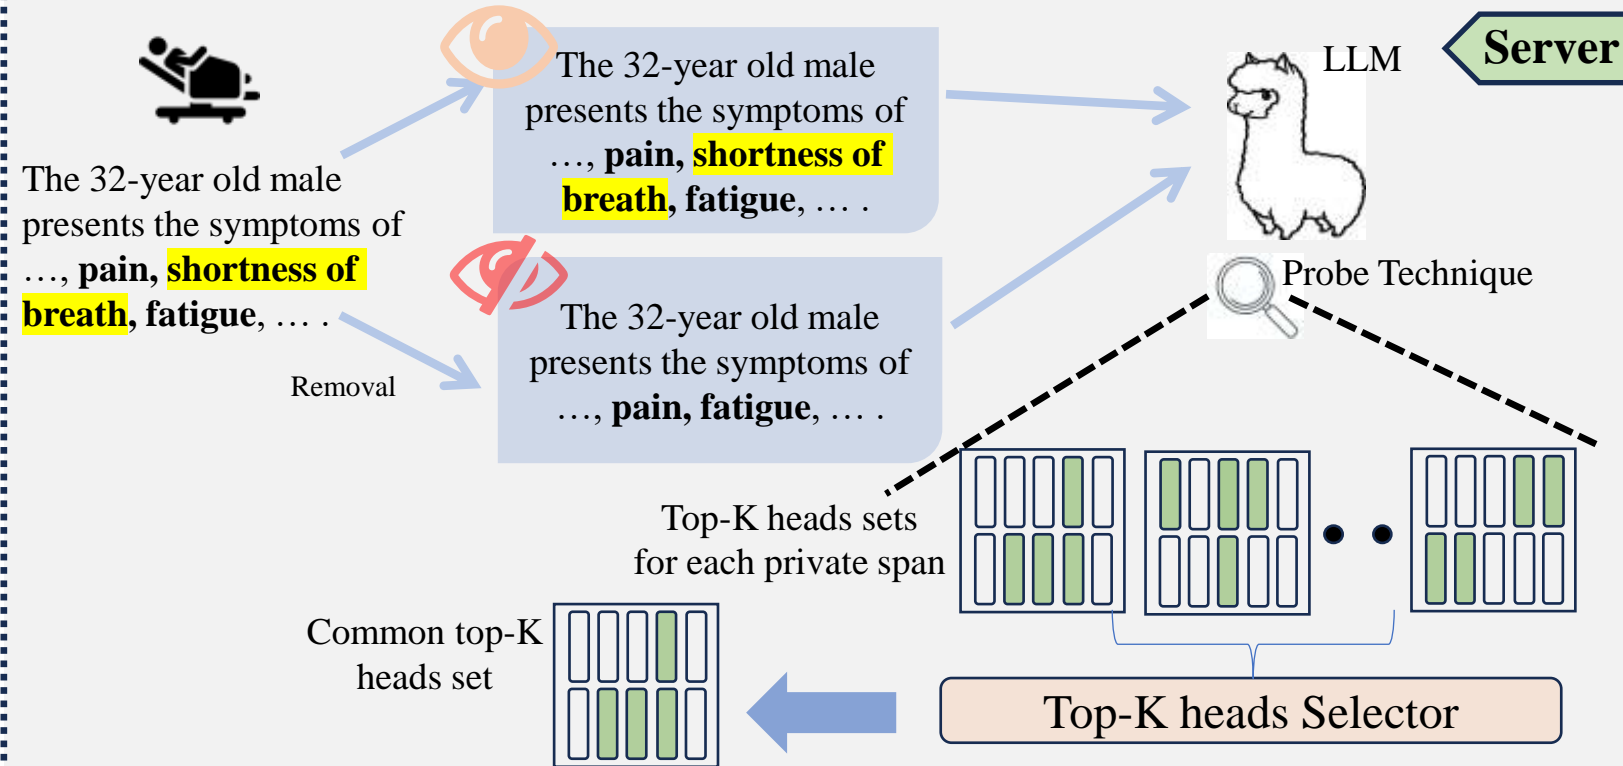 The 32-year old male
presents the symptoms of
…, pain, shortness of
breath, fatigue, … .
Removal
The 32-year old male
presents the symptoms of
…, pain, shortness of
breath, fatigue, … .
The 32-year old male
presents the symptoms of
…, pain, fatigue, … .
LLM
Server
Probe Technique
Top-K heads sets
for each private span
Top-K heads Selector
Common top-K
heads set